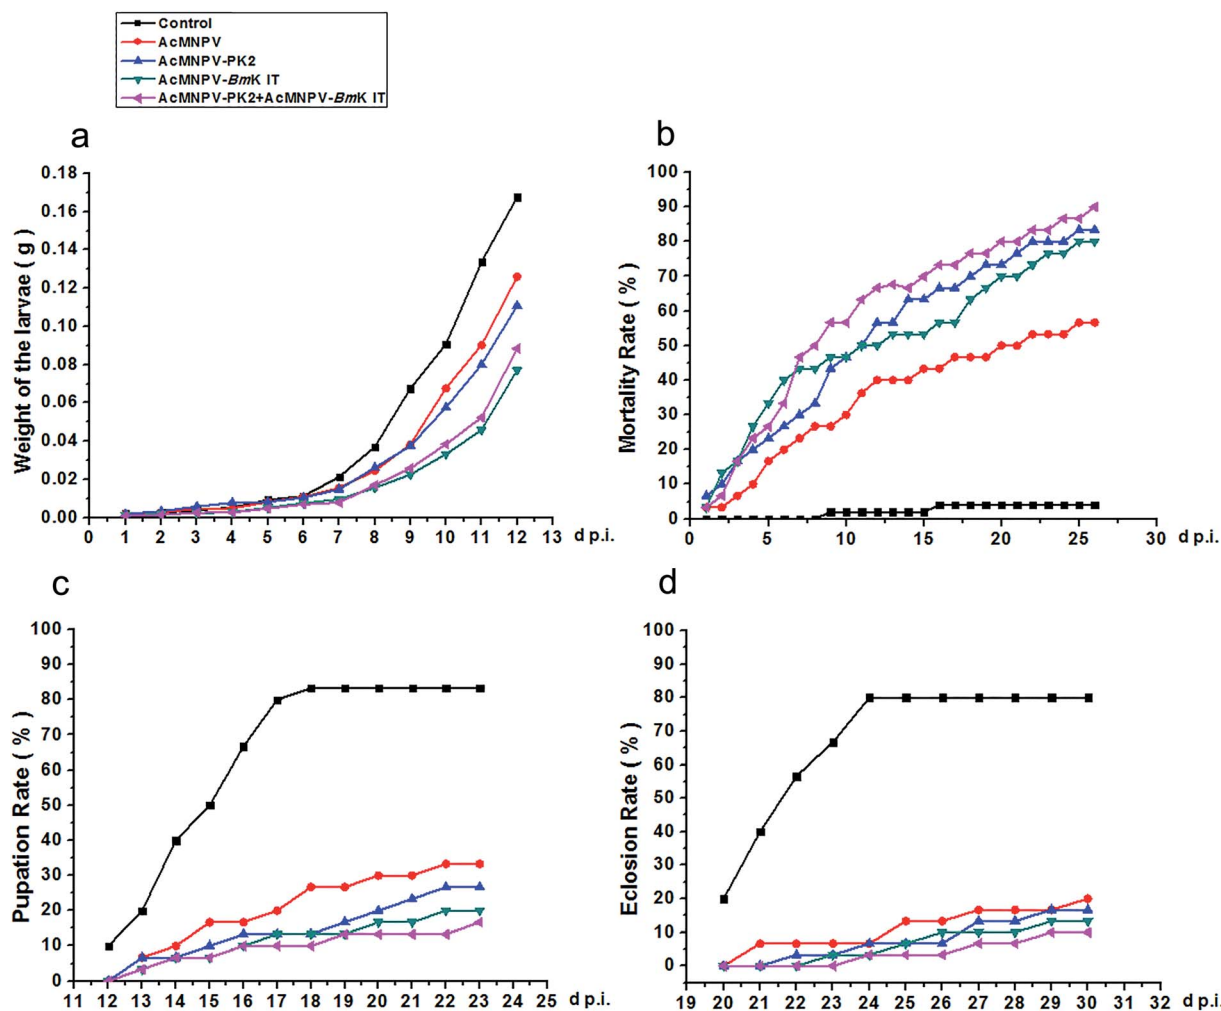 Control
AcMNPV
AcMNPV-PK2
AcMNPV-BmK IT
AcMNPV-PK2+AcMNPV-BmK IT
a
Weight of the larvae ( g )
0.18
0.16
0.14
0.12
0.10
0.08
0.06
0.04
0.02
0.00
0 1 2 3 4 5 6 7 8 9 10 11 12 13 d p.i.
b
Mortality Rate ( % )
100
90
80
70
60
50
40
30
20
10
0
0 5 10 15 20 25 30 d p.i.
c
Pupation Rate ( % )
100
90
80
70
60
50
40
30
20
10
0
11 12 13 14 15 16 17 18 19 20 21 22 23 24 25 d p.i.
d
Eclosion Rate ( % )
100
90
80
70
60
50
40
30
20
10
0
19 20 21 22 23 24 25 26 27 28 29 30 31 32 d p.i.